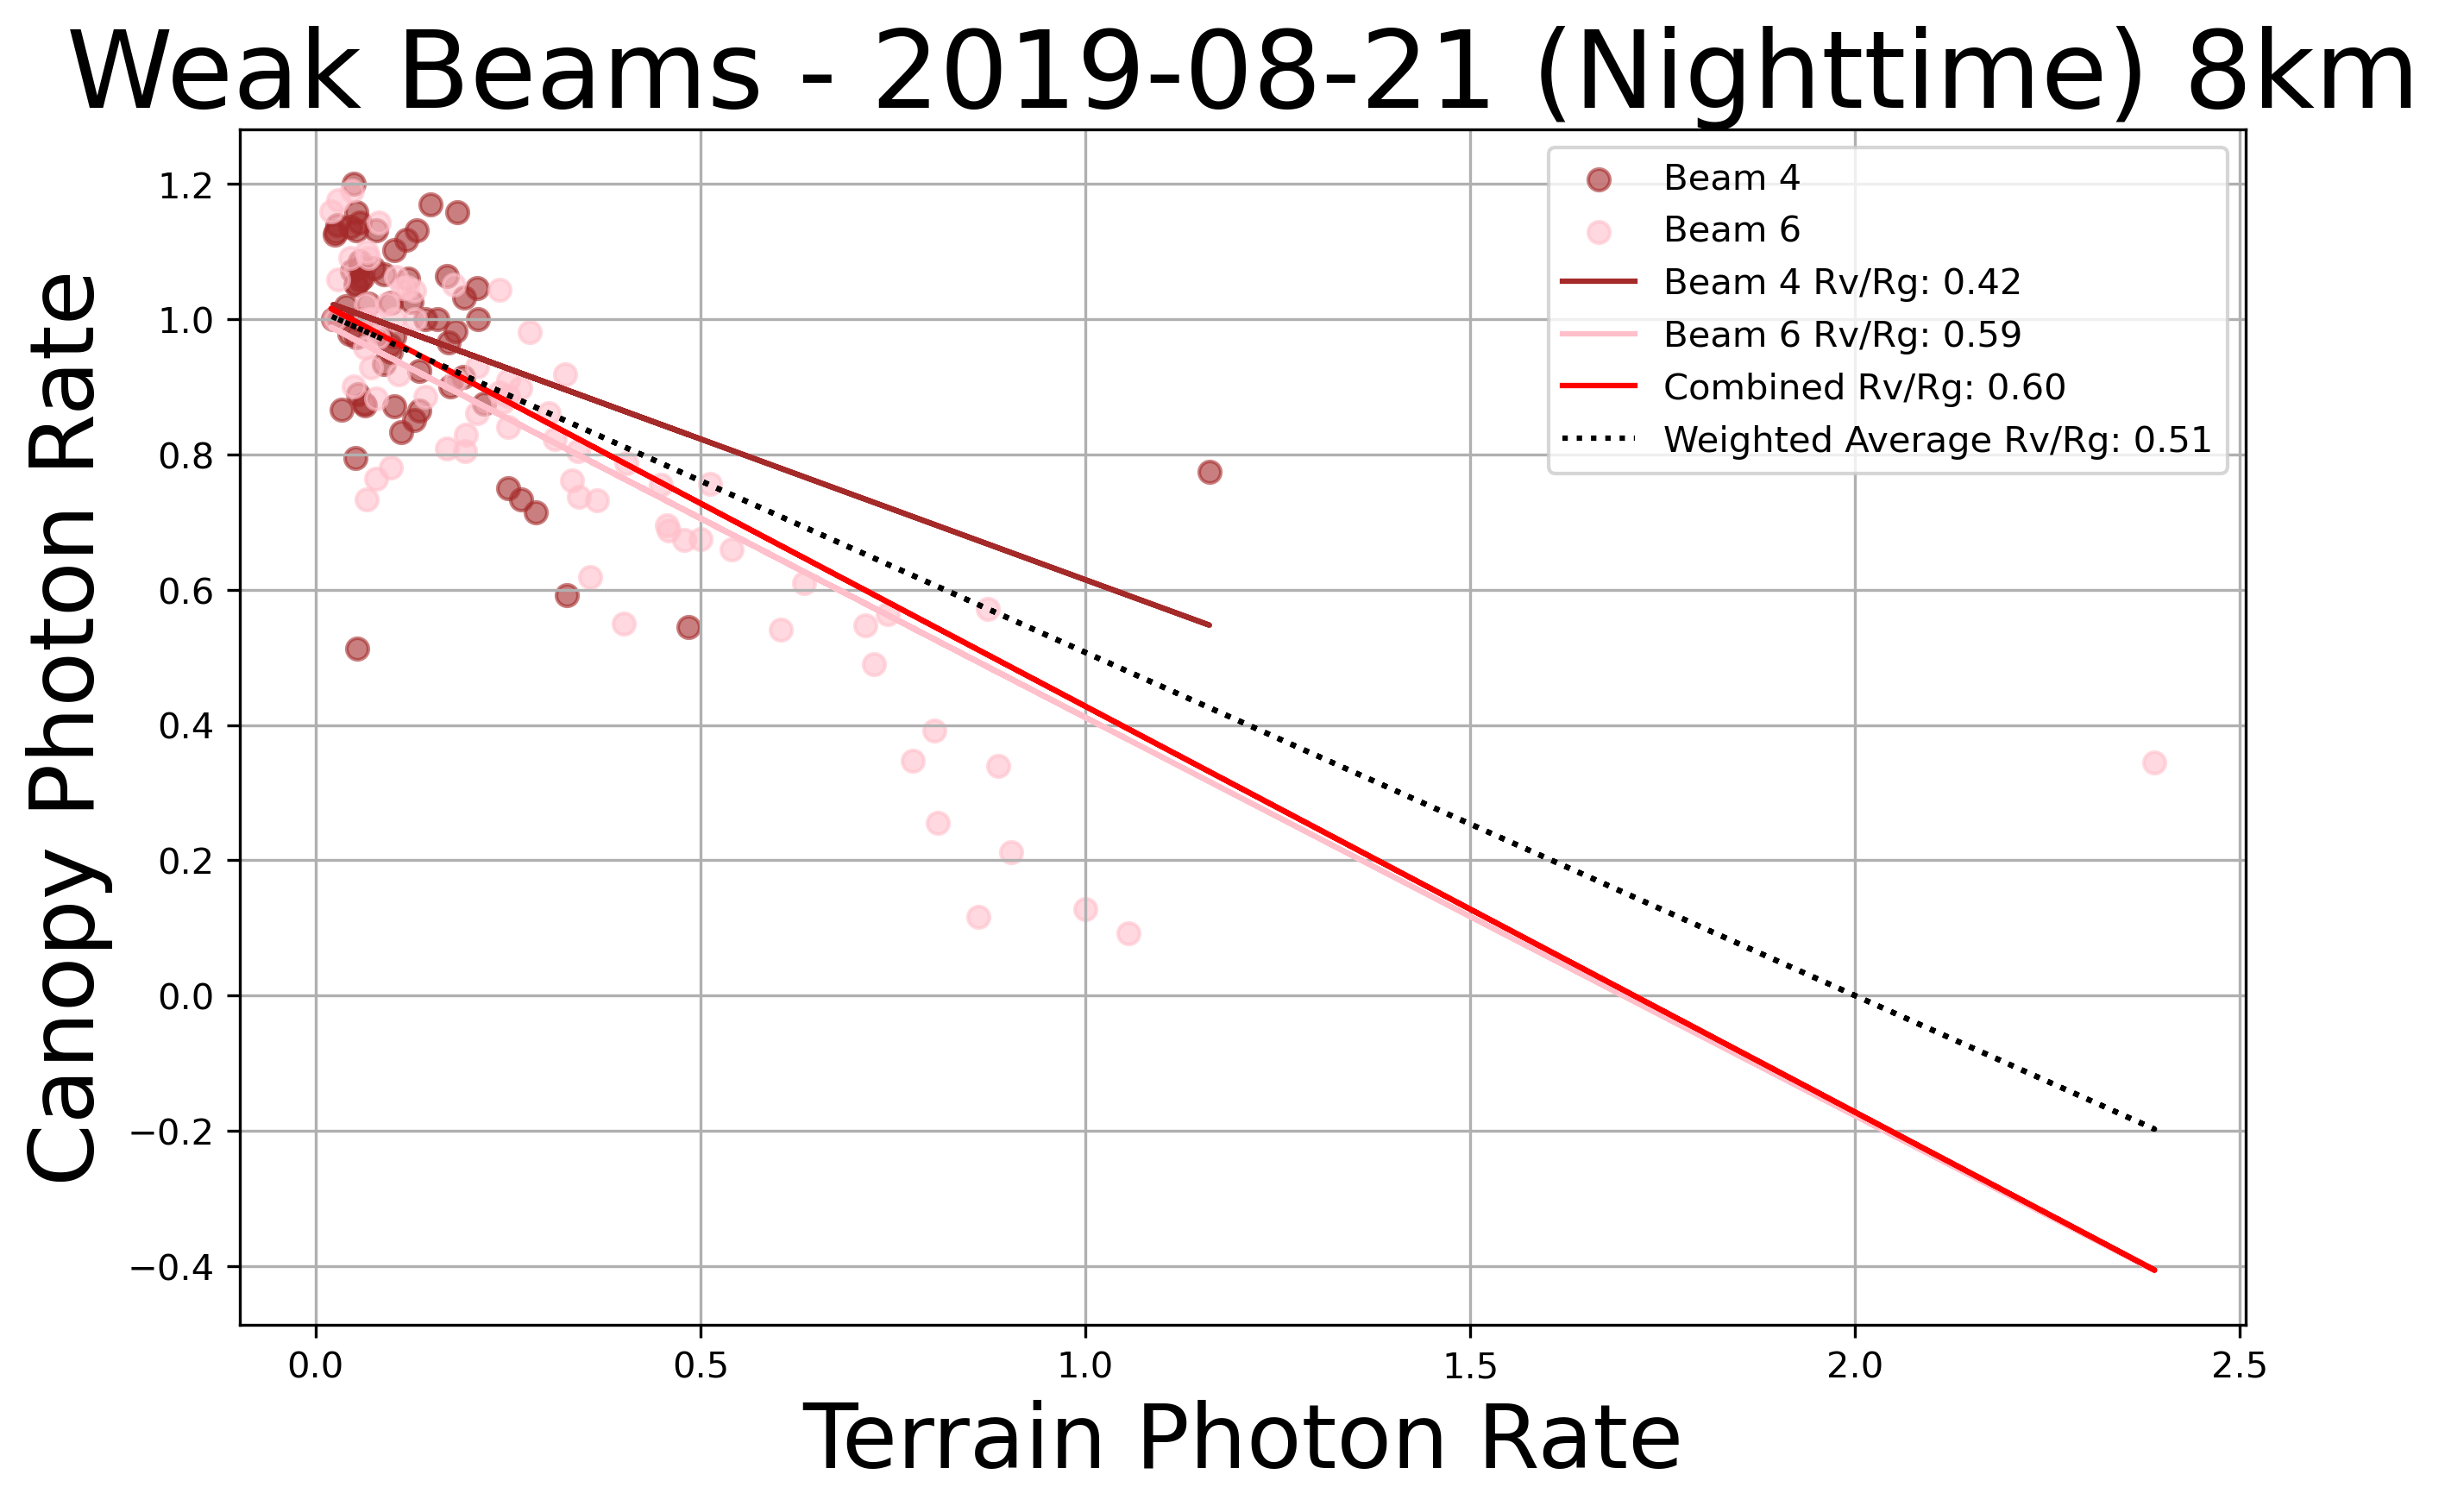 Weak Beams - 2019-08-21 (Nighttime) 8km
Canopy Photon Rate
1.2
1.0
0.8
0.6
0.4
0.2
0.0
−0.2
−0.4
Beam 4
Beam 6
Beam 4 Rv/Rg: 0.42
Beam 6 Rv/Rg: 0.59
Combined Rv/Rg: 0.60
Weighted Average Rv/Rg: 0.51
0.0 0.5 1.0 1.5 2.0 2.5
Terrain Photon Rate